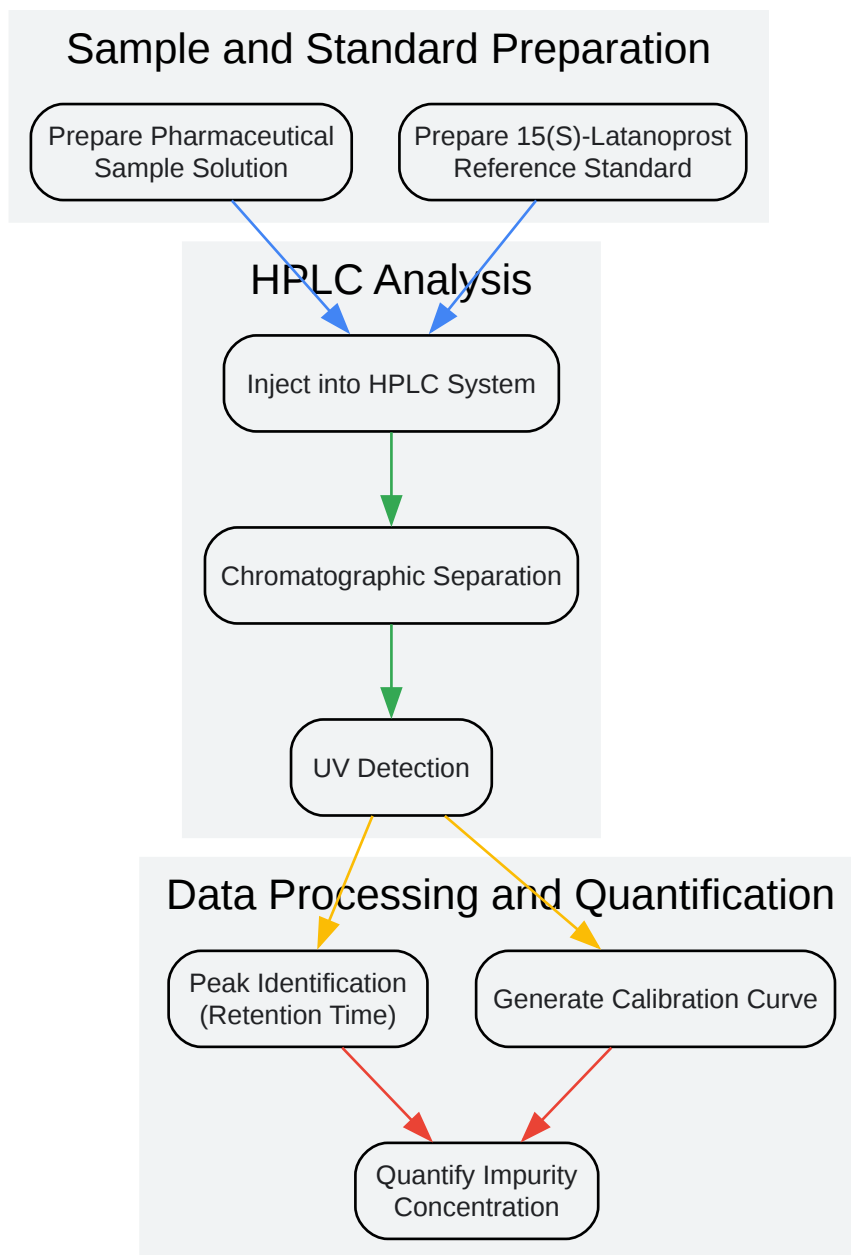 Sample and Standard Preparation
Prepare Pharmaceutical
Sample Solution
Prepare 15(S)-Latanoprost
Reference Standard
HPLC Analysis
Inject into HPLC System
Chromatographic Separation
UV Detection
Data Processing and Quantification
Peak Identification
(Retention Time)
Generate Calibration Curve
Quantify Impurity
Concentration